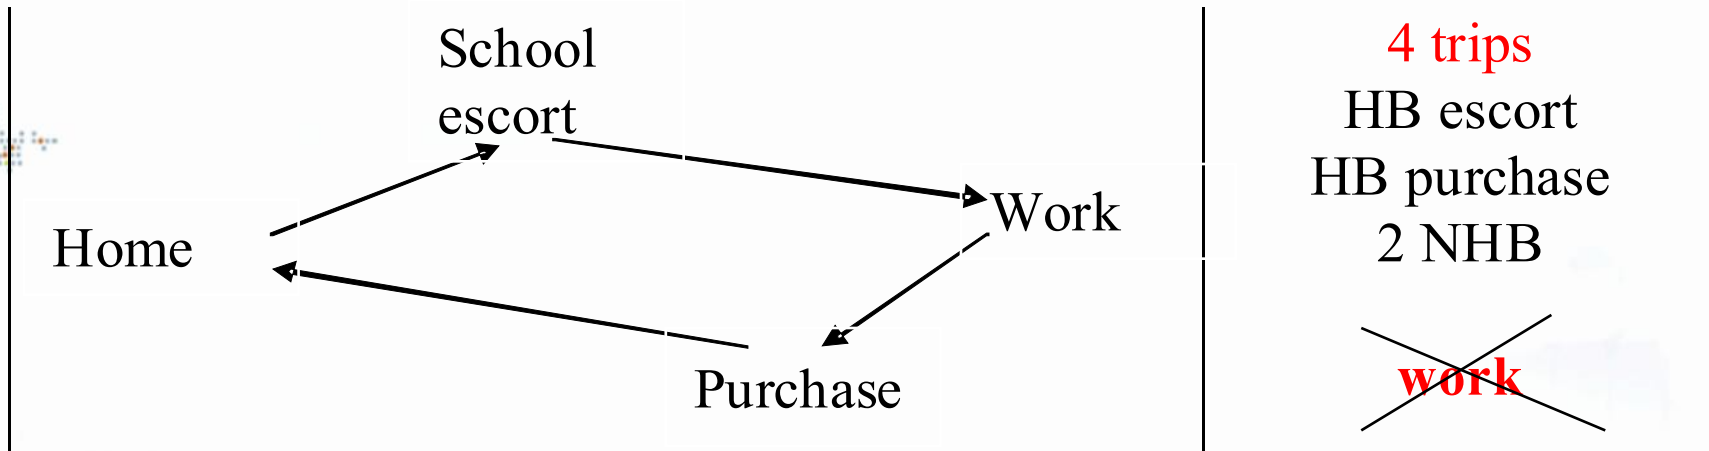 School
escort
Home
Work
Purchase
4 trips
HB escort
HB purchase
2 NHB
work